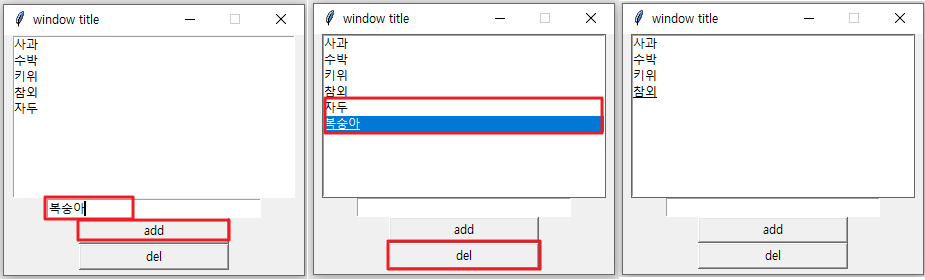 window title
사과
수박
키위
참외
자두
복숭아
add
del
window title
사과
수박
키위
참외
자두
복숭아
add
del
window title
사과
수박
키위
참외
add
del